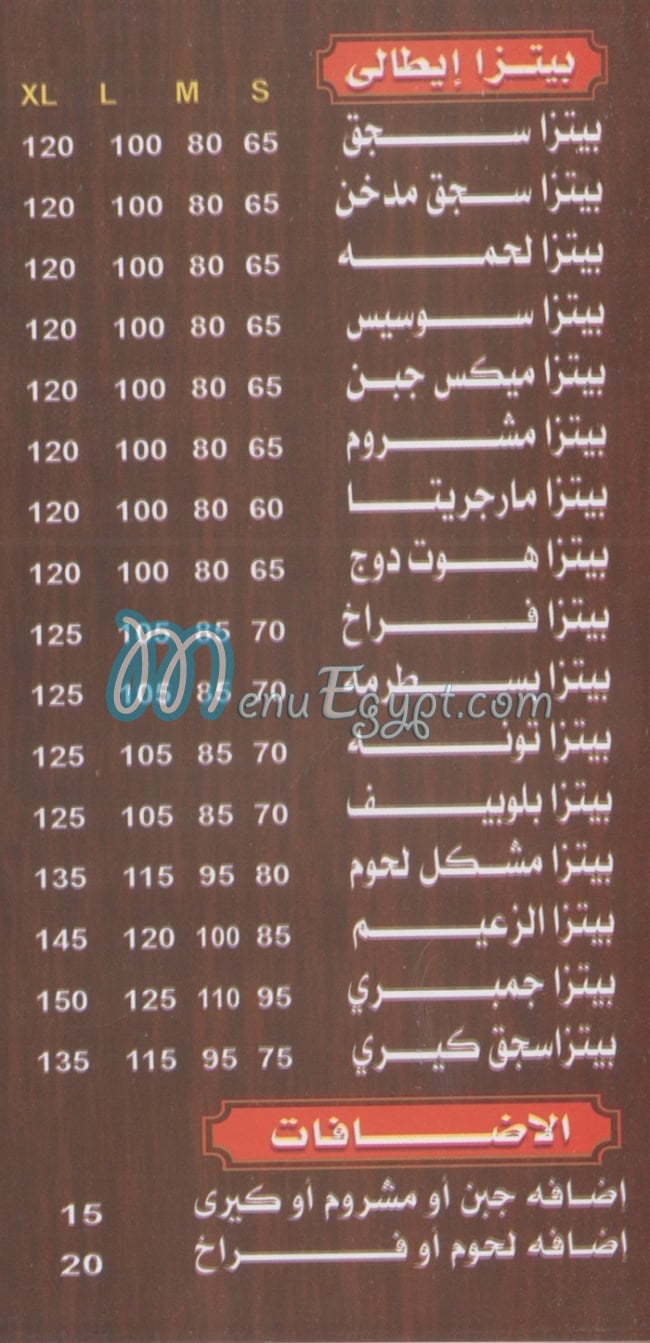 بيتزا إيطالى
S M L XL
بيتزا سجق 65 80 100 120
بيتزا سجق مدخن 65 80 100 120
بيتزا لحمه 65 80 100 120
بيتزا سوسيس 65 80 100 120
بيتزا ميكس جبن 65 80 100 120
بيتزا مشروم 65 80 100 120
بيتزا مارجريتا 60 80 100 120
بيتزا هوت دوج 65 80 100 120
بيتزا فراخ 70 85 105 125
بيتزا بسطرمه 70 85 105 125
MenuEgypt.com
بيتزا تونه 70 85 105 125
بيتزا بلوبيف 70 85 105 125
بيتزا مشكل لحوم 80 95 115 135
بيتزا الزعيم 85 100 120 145
بيتزا جمبري 95 110 125 150
بيتزاسجق كيري 75 95 115 135
الاضافات
اضافه جبن أو مشروم أو كيرى 15
اضافه لحوم أو فراخ 20